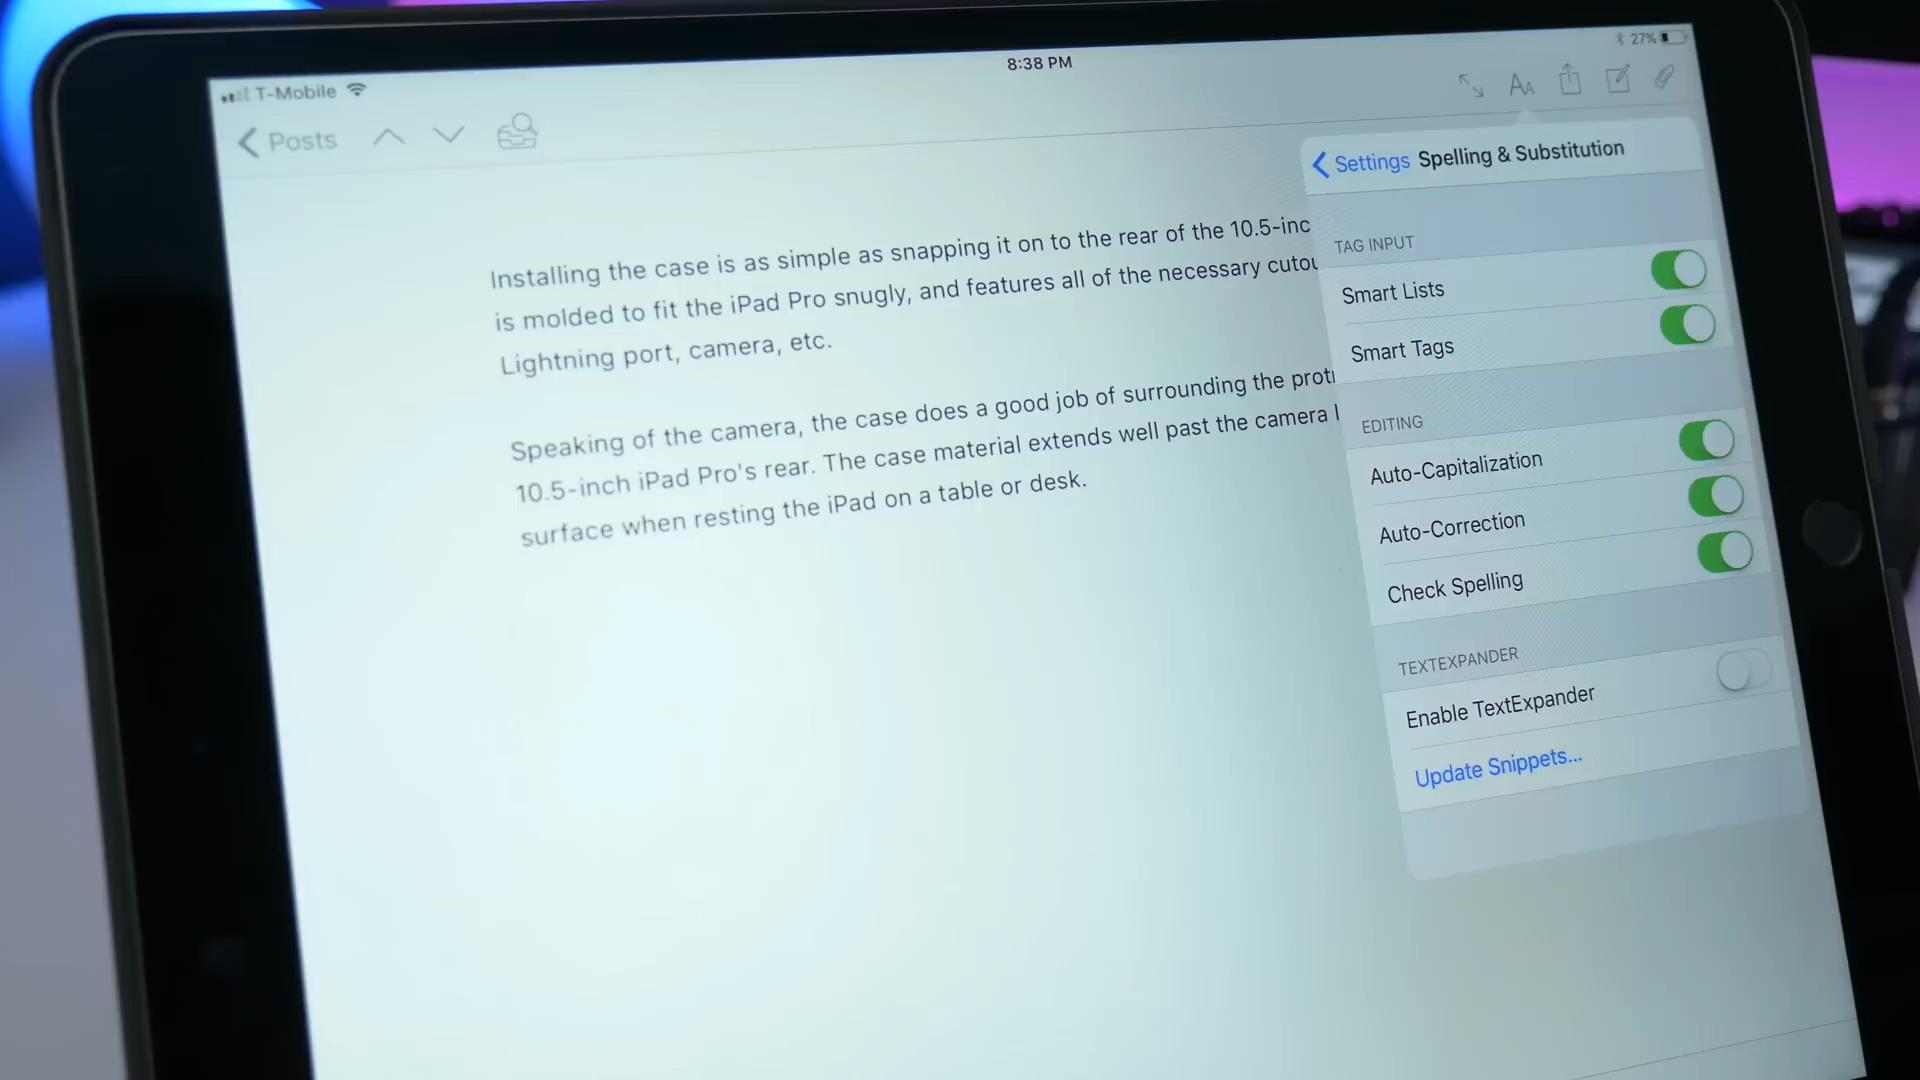 T-Mobile
8:38 PM
27%
Posts
Installing the case is as simple as snapping it on to the rear of the 10.5-inc
is molded to fit the iPad Pro snugly, and features all of the necessary cutou
Lightning port, camera, etc.
Speaking of the camera, the case does a good job of surrounding the protr
10.5-inch iPad Pro's rear. The case material extends well past the camera l
surface when resting the iPad on a table or desk.
Settings Spelling & Substitution
TAG INPUT
Smart Lists
Smart Tags
EDITING
Auto-Capitalization
Auto-Correction
Check Spelling
TEXTEXPANDER
Enable TextExpander
Update Snippets...